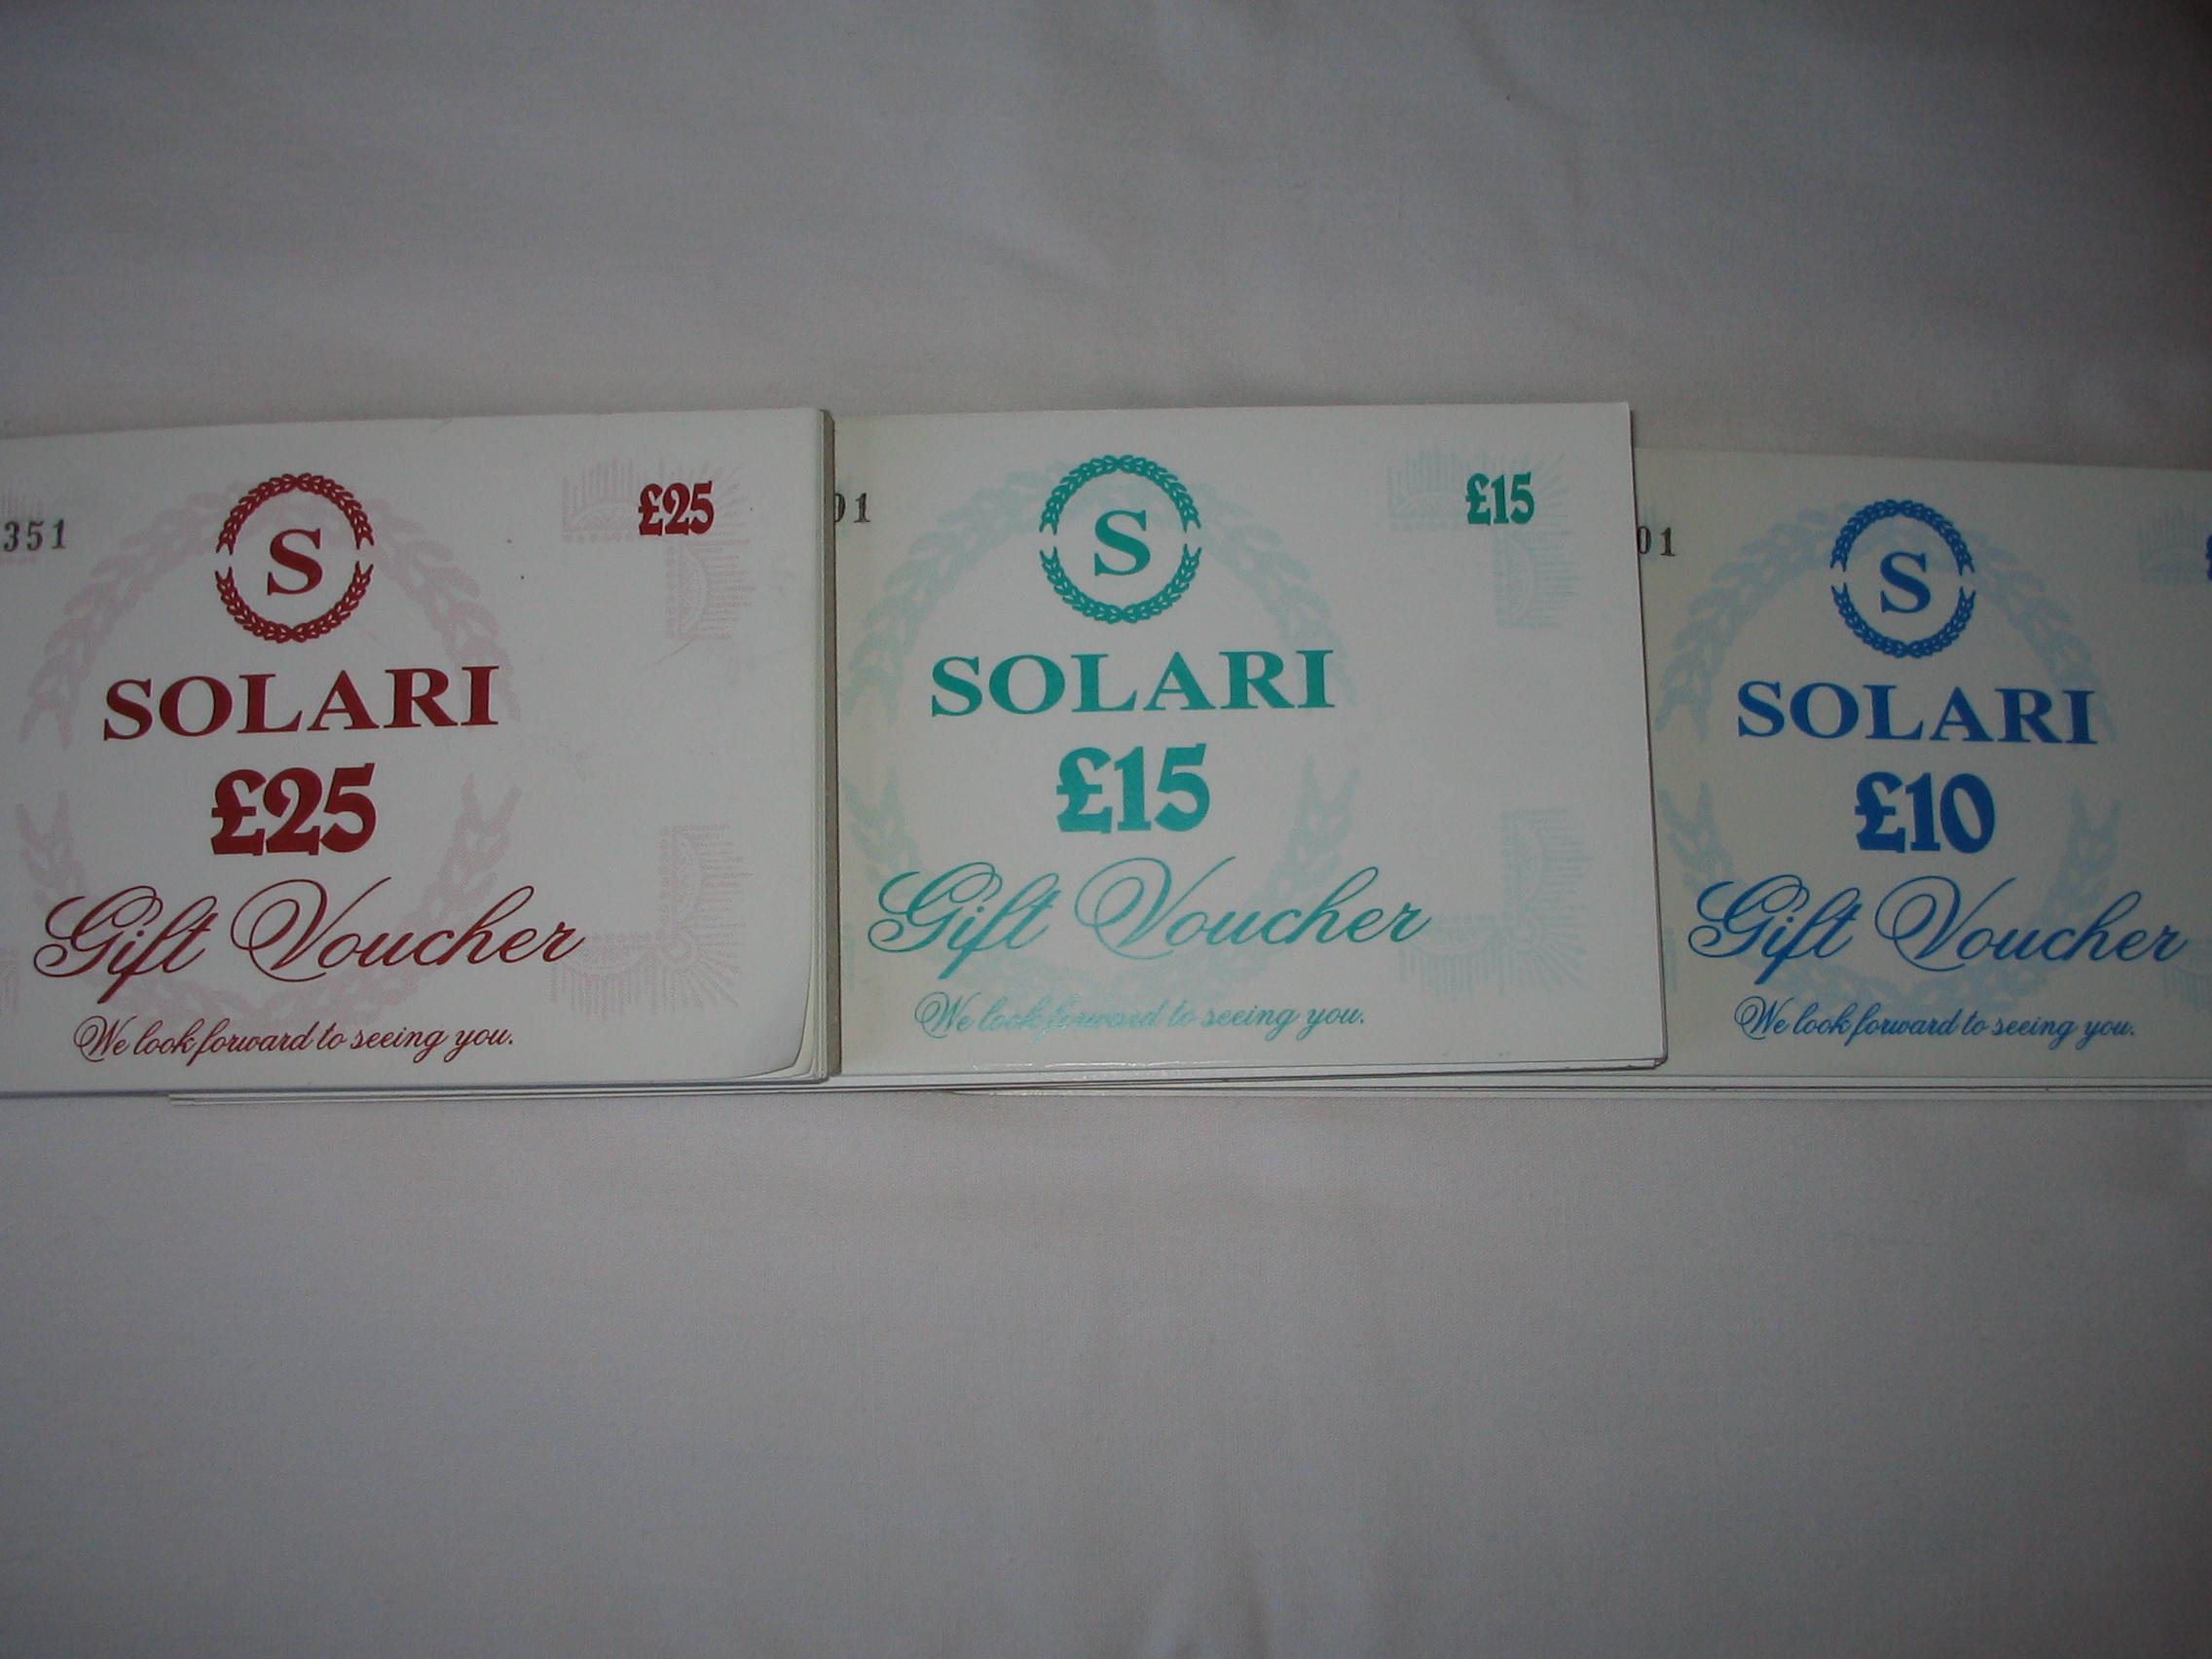 351
£25
S
SOLARI
£25
Gift Voucher
We look forward to seeing you.
01
£15
S
SOLARI
£15
Gift Voucher
We look forward to seeing you.
01
S
SOLARI
£10
Gift Voucher
We look forward to seeing you.